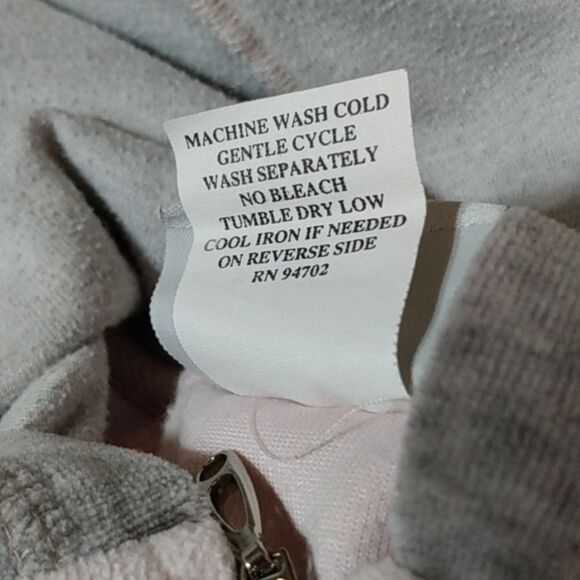 MACHINE WASH COLD
GENTLE CYCLE
WASH SEPARATELY
NO BLEACH
TUMBLE DRY LOW
COOL IRON IF NEEDED
ON REVERSE SIDE
RN 94702